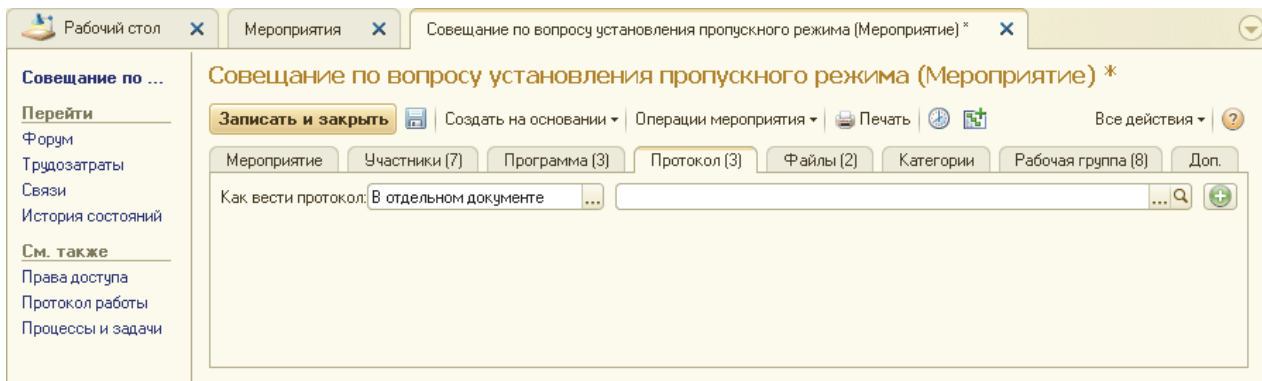 Рабочий стол
Мероприятия
Совещание по вопросу установления пропускного режима (Мероприятие) *
Совещание по ...
Перейти
Форум
Трудозатраты
Связи
История состояний
См. также
Права доступа
Протокол работы
Процессы и задачи
Совещание по вопросу установления пропускного режима (Мероприятие) *
Записать и закрыть Создать на основании Операции мероприятия Печать Все действия ?
Мероприятие Участники (7) Программа (3) Протокол (3) Файлы (2) Категории Рабочая группа (8) Доп.
Как вести протокол: В отдельном документе ... ...